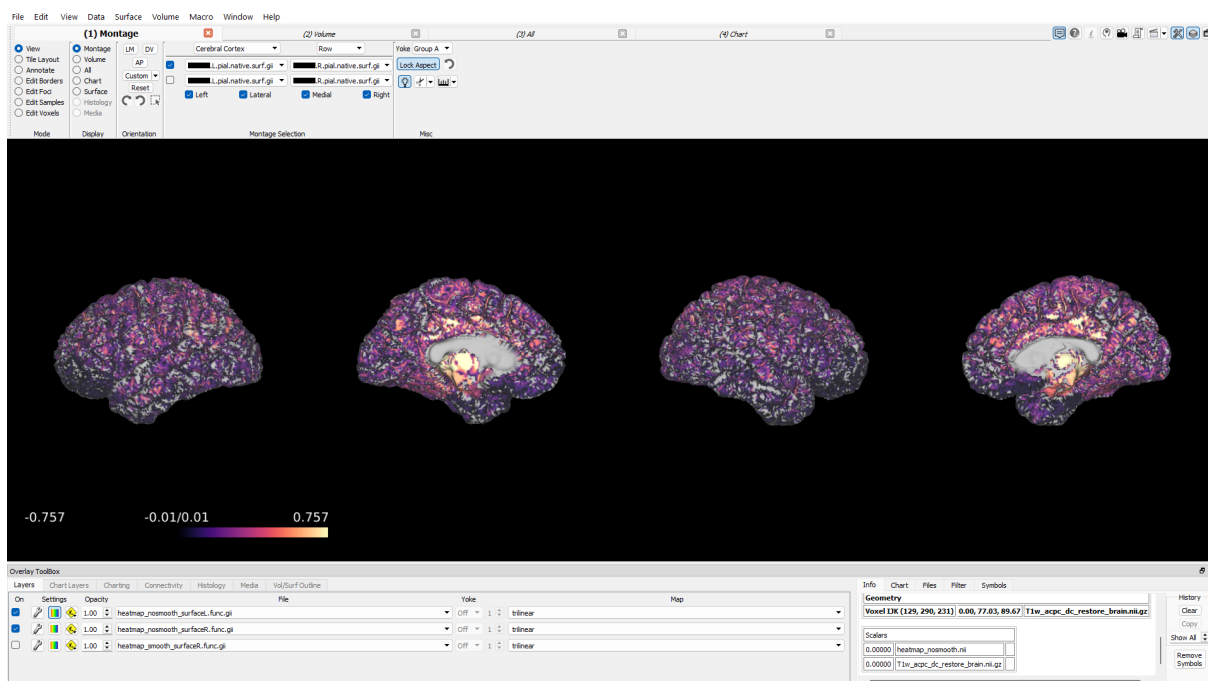 File Edit View Data Surface Volume Macro Window Help
(1) Montage (2) Volume (3) All (4) Chart
View Montage LM DV Cerebral Cortex Row Yoke Group A
Tile Layout Volume AP .L.pial.native.surf.gii .R.pial.native.surf.gii Lock Aspect
Annotate All Custom
Edit Borders Chart Reset .L.pial.native.surf.gii .R.pial.native.surf.gii
Edit Foci Surface Left Lateral Medial Right
Edit Samples Histology
Edit Voxels Media
Mode Display Orientation Montage Selection Misc
-0.757 -0.01/0.01 0.757
Overlay ToolBox
Layers Chart Layers Charting Connectivity Histology Media Vol/Surf Outline
On Settings Opacity File Yoke Map
1.00 heatmap_nosmooth_surfaceL.func.gii Off 1 trilinear
1.00 heatmap_nosmooth_surfaceR.func.gii Off 1 trilinear
1.00 heatmap_smooth_surfaceR.func.gii Off 1 trilinear
Info Chart Files Filter Symbols
Geometry
Voxel IJK (129, 290, 231) 0.00, 77.03, 89.67 T1w_acpc_dc_restore_brain.nii.gz
Scalars
0.00000 heatmap_nosmooth.nii
0.00000 T1w_acpc_dc_restore_brain.nii.gz
History
Clear
Copy
Show All
Remove
Symbols